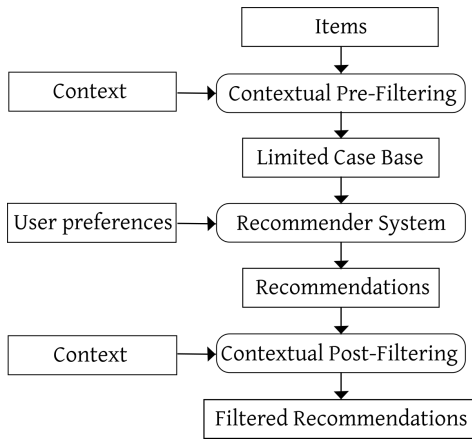 Items
Context
Contextual Pre-Filtering
Limited Case Base
User preferences
Recommender System
Recommendations
Context
Contextual Post-Filtering
Filtered Recommendations